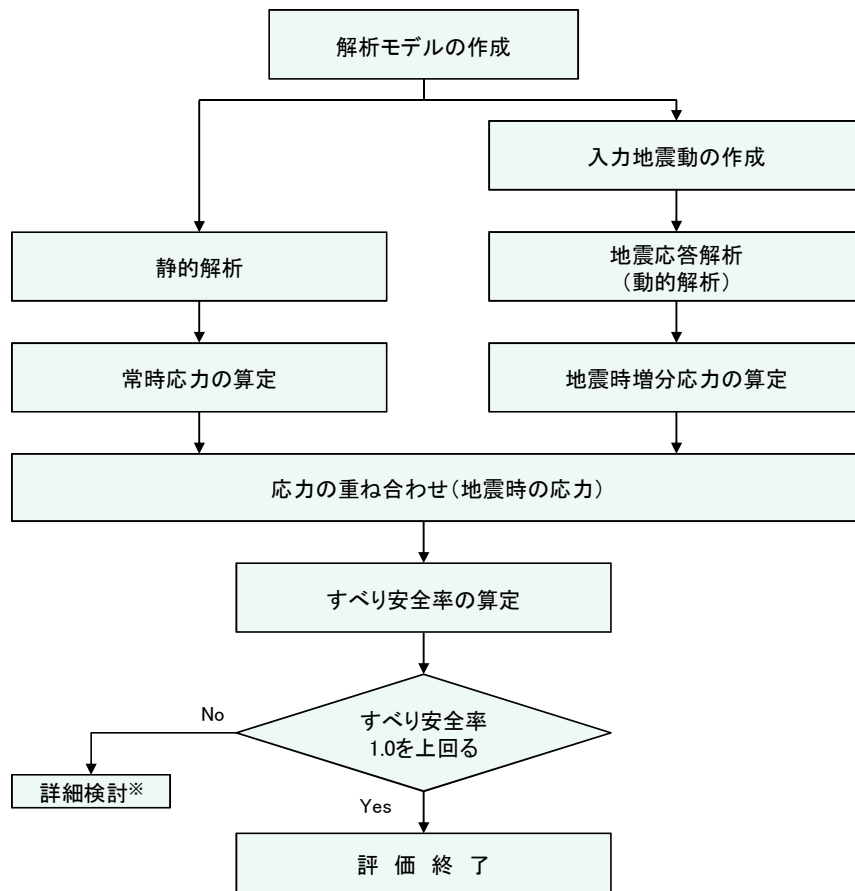 解析モデルの作成
入力地震動の作成
静的解析
地震応答解析
（動的解析）
常時応力の算定
地震時増分応力の算定
応力の重ね合わせ（地震時の応力）
すべり安全率の算定
すべり安全率
1.0を上回る
No
詳細検討※
Yes
評 価 終 了